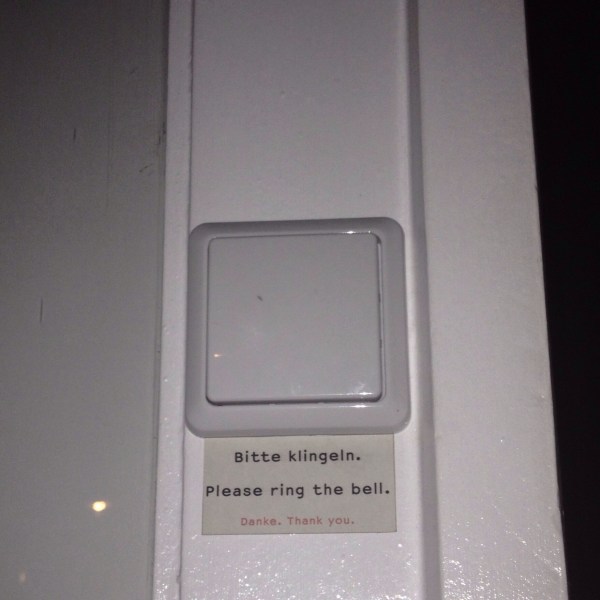 Bitte klingeln.
Please ring the bell.
Danke. Thank you.